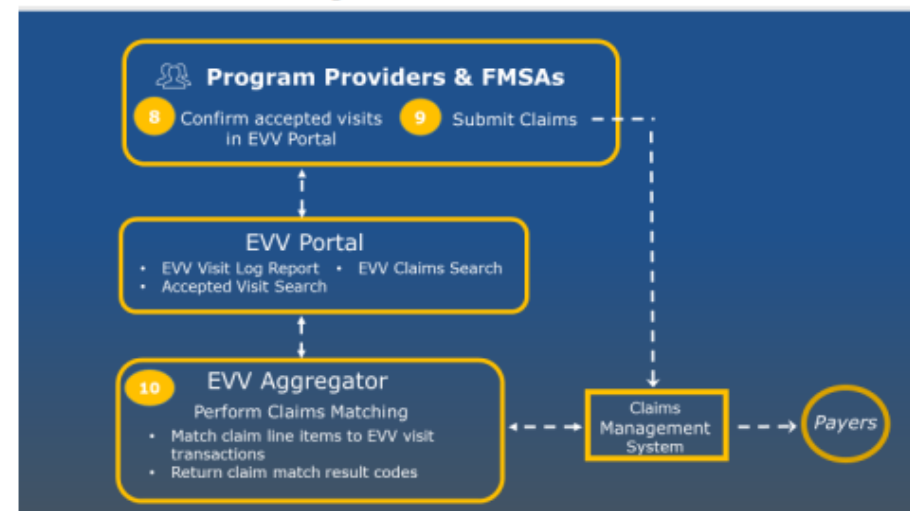 Program Providers & FMSAs
8 Confirm accepted visits in EVV Portal
9 Submit Claims
EVV Portal
• EVV Visit Log Report • EVV Claims Search
• Accepted Visit Search
10 EVV Aggregator
Perform Claims Matching
• Match claim line items to EVV visit
transactions
• Return claim match result codes
Claims
Management
System
Payers